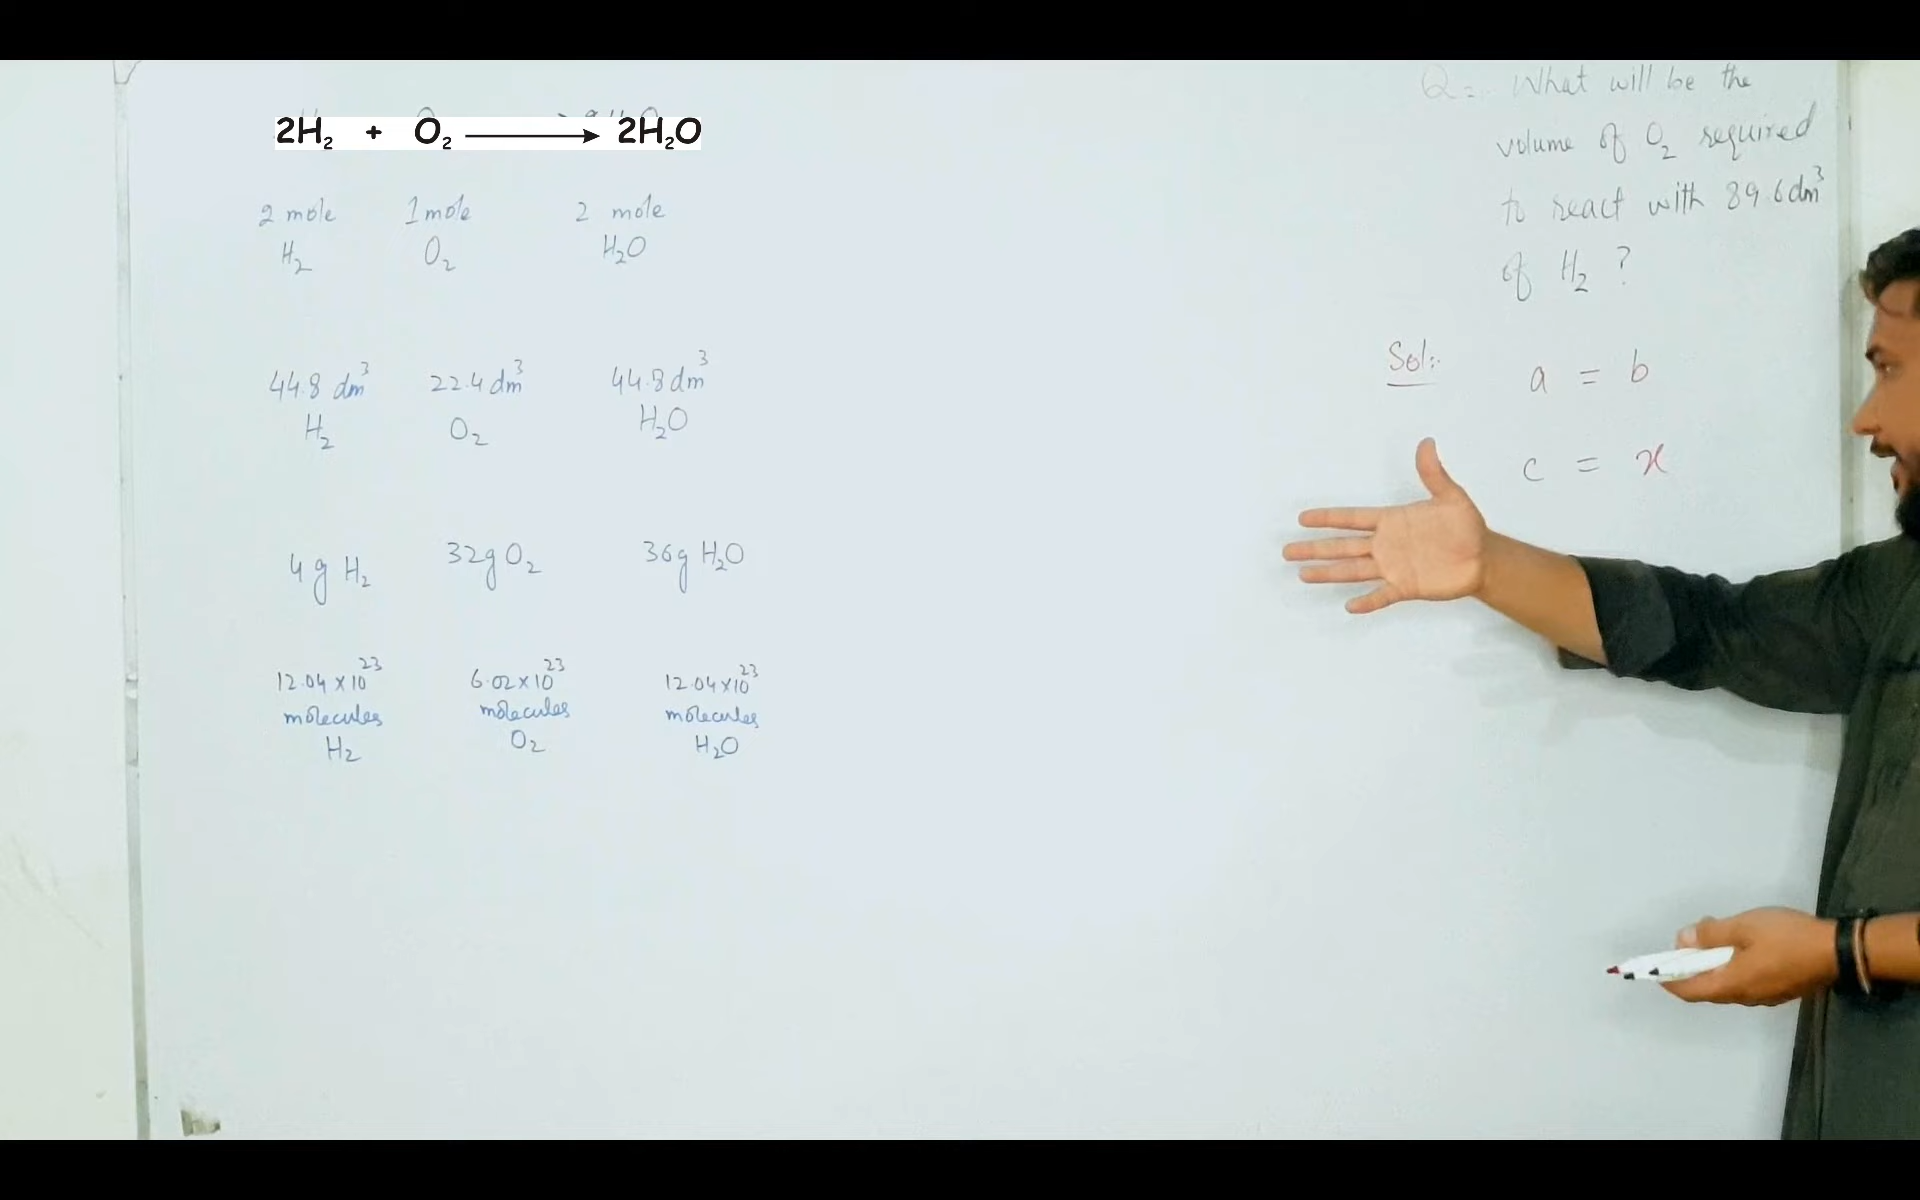 2H₂ + O₂ ⟶ 2H₂O
2 mole 1 mole 2 mole
H₂ O₂ H₂O
44.8 dm³ 22.4 dm³ 44.8 dm³
H₂ O₂ H₂O
4g H₂ 32g O₂ 36g H₂O
12.04 × 10²³ 6.02 × 10²³ 12.04 × 10²³
molecules molecules molecules
H₂ O₂ H₂O
Q= What will be the
volume of O₂ required
to react with 89.6dm³
of H₂ ?
Sol:
a = b
c = x